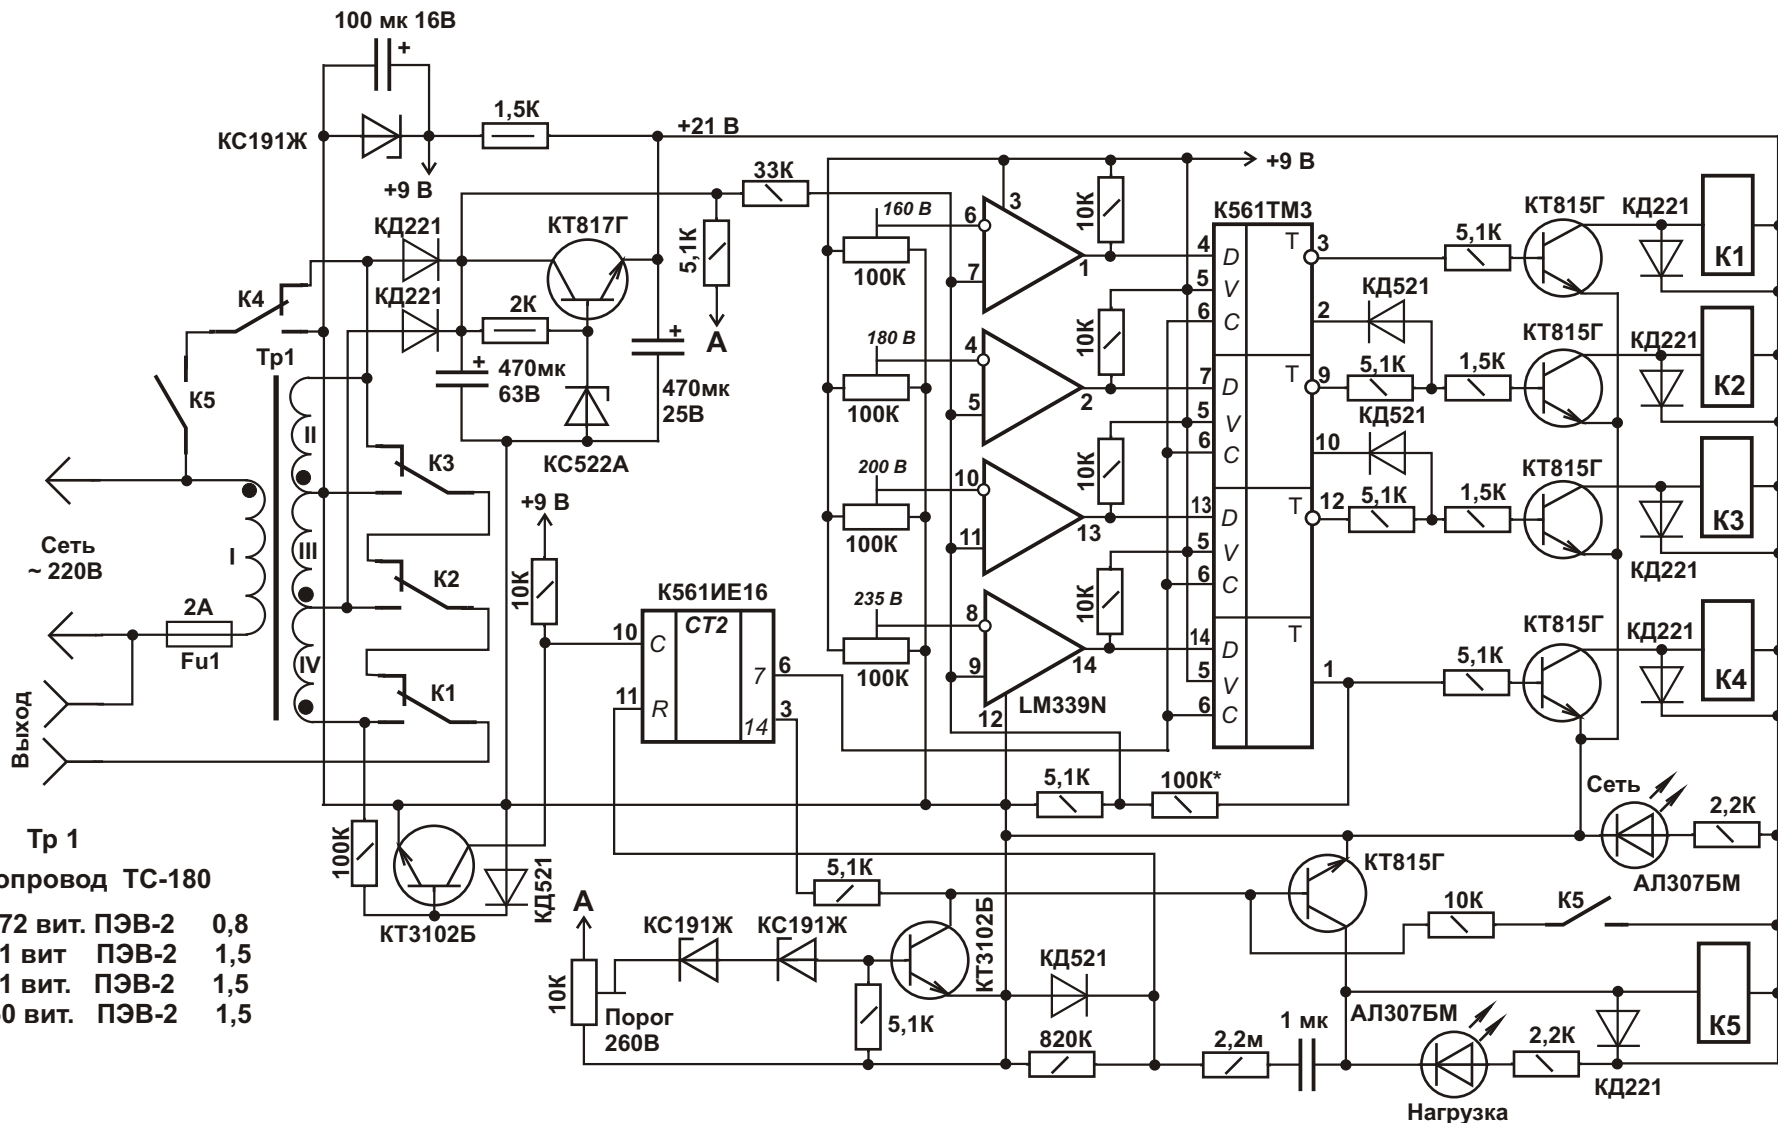 100 мк 16В
+
КС191Ж
1,5К
+21 В
+9 В
33К
+9 В
КД221
КТ817Г
5,1К
А
КД221
2К
К4
Тр1
К5
+
470мк
63В
+
470мк
25В
КС522А
II
III
IV
I
К3
К2
К1
Сеть
~ 220В
2А
Fu1
Выход
+9 В
10К
К561ИЕ16
СТ2
10
C
11
R
7
6
14
3
160 В
100К
6
7
3
1
10К
180 В
100К
4
5
2
10К
200 В
100К
10
11
13
10К
235 В
100К
8
9
14
12
10К
LM339N
К561ТМ3
4
D
T
3
5
V
6
C
2
7
D
T
9
5
V
6
C
10
13
D
T
12
5
V
6
C
14
D
T
5
V
1
6
C
5,1К
КТ815Г
КД221
К1
КД521
5,1К
1,5К
КТ815Г
КД221
К2
КД521
5,1К
1,5К
КТ815Г
КД221
К3
5,1К
КТ815Г
КД221
К4
5,1К
100К*
Сеть
2,2К
АЛ307БМ
100К
КТ3102Б
КД521
А
10К
Порог
260В
КС191Ж
КС191Ж
5,1К
5,1К
КТ3102Б
КД521
820К
2,2м
1 мк
КТ815Г
10К
К5
АЛ307БМ
Нагрузка
2,2К
КД221
К5
Тр 1
опровод ТС-180
72 вит. ПЭВ-2 0,8
1 вит ПЭВ-2 1,5
1 вит. ПЭВ-2 1,5
0 вит. ПЭВ-2 1,5